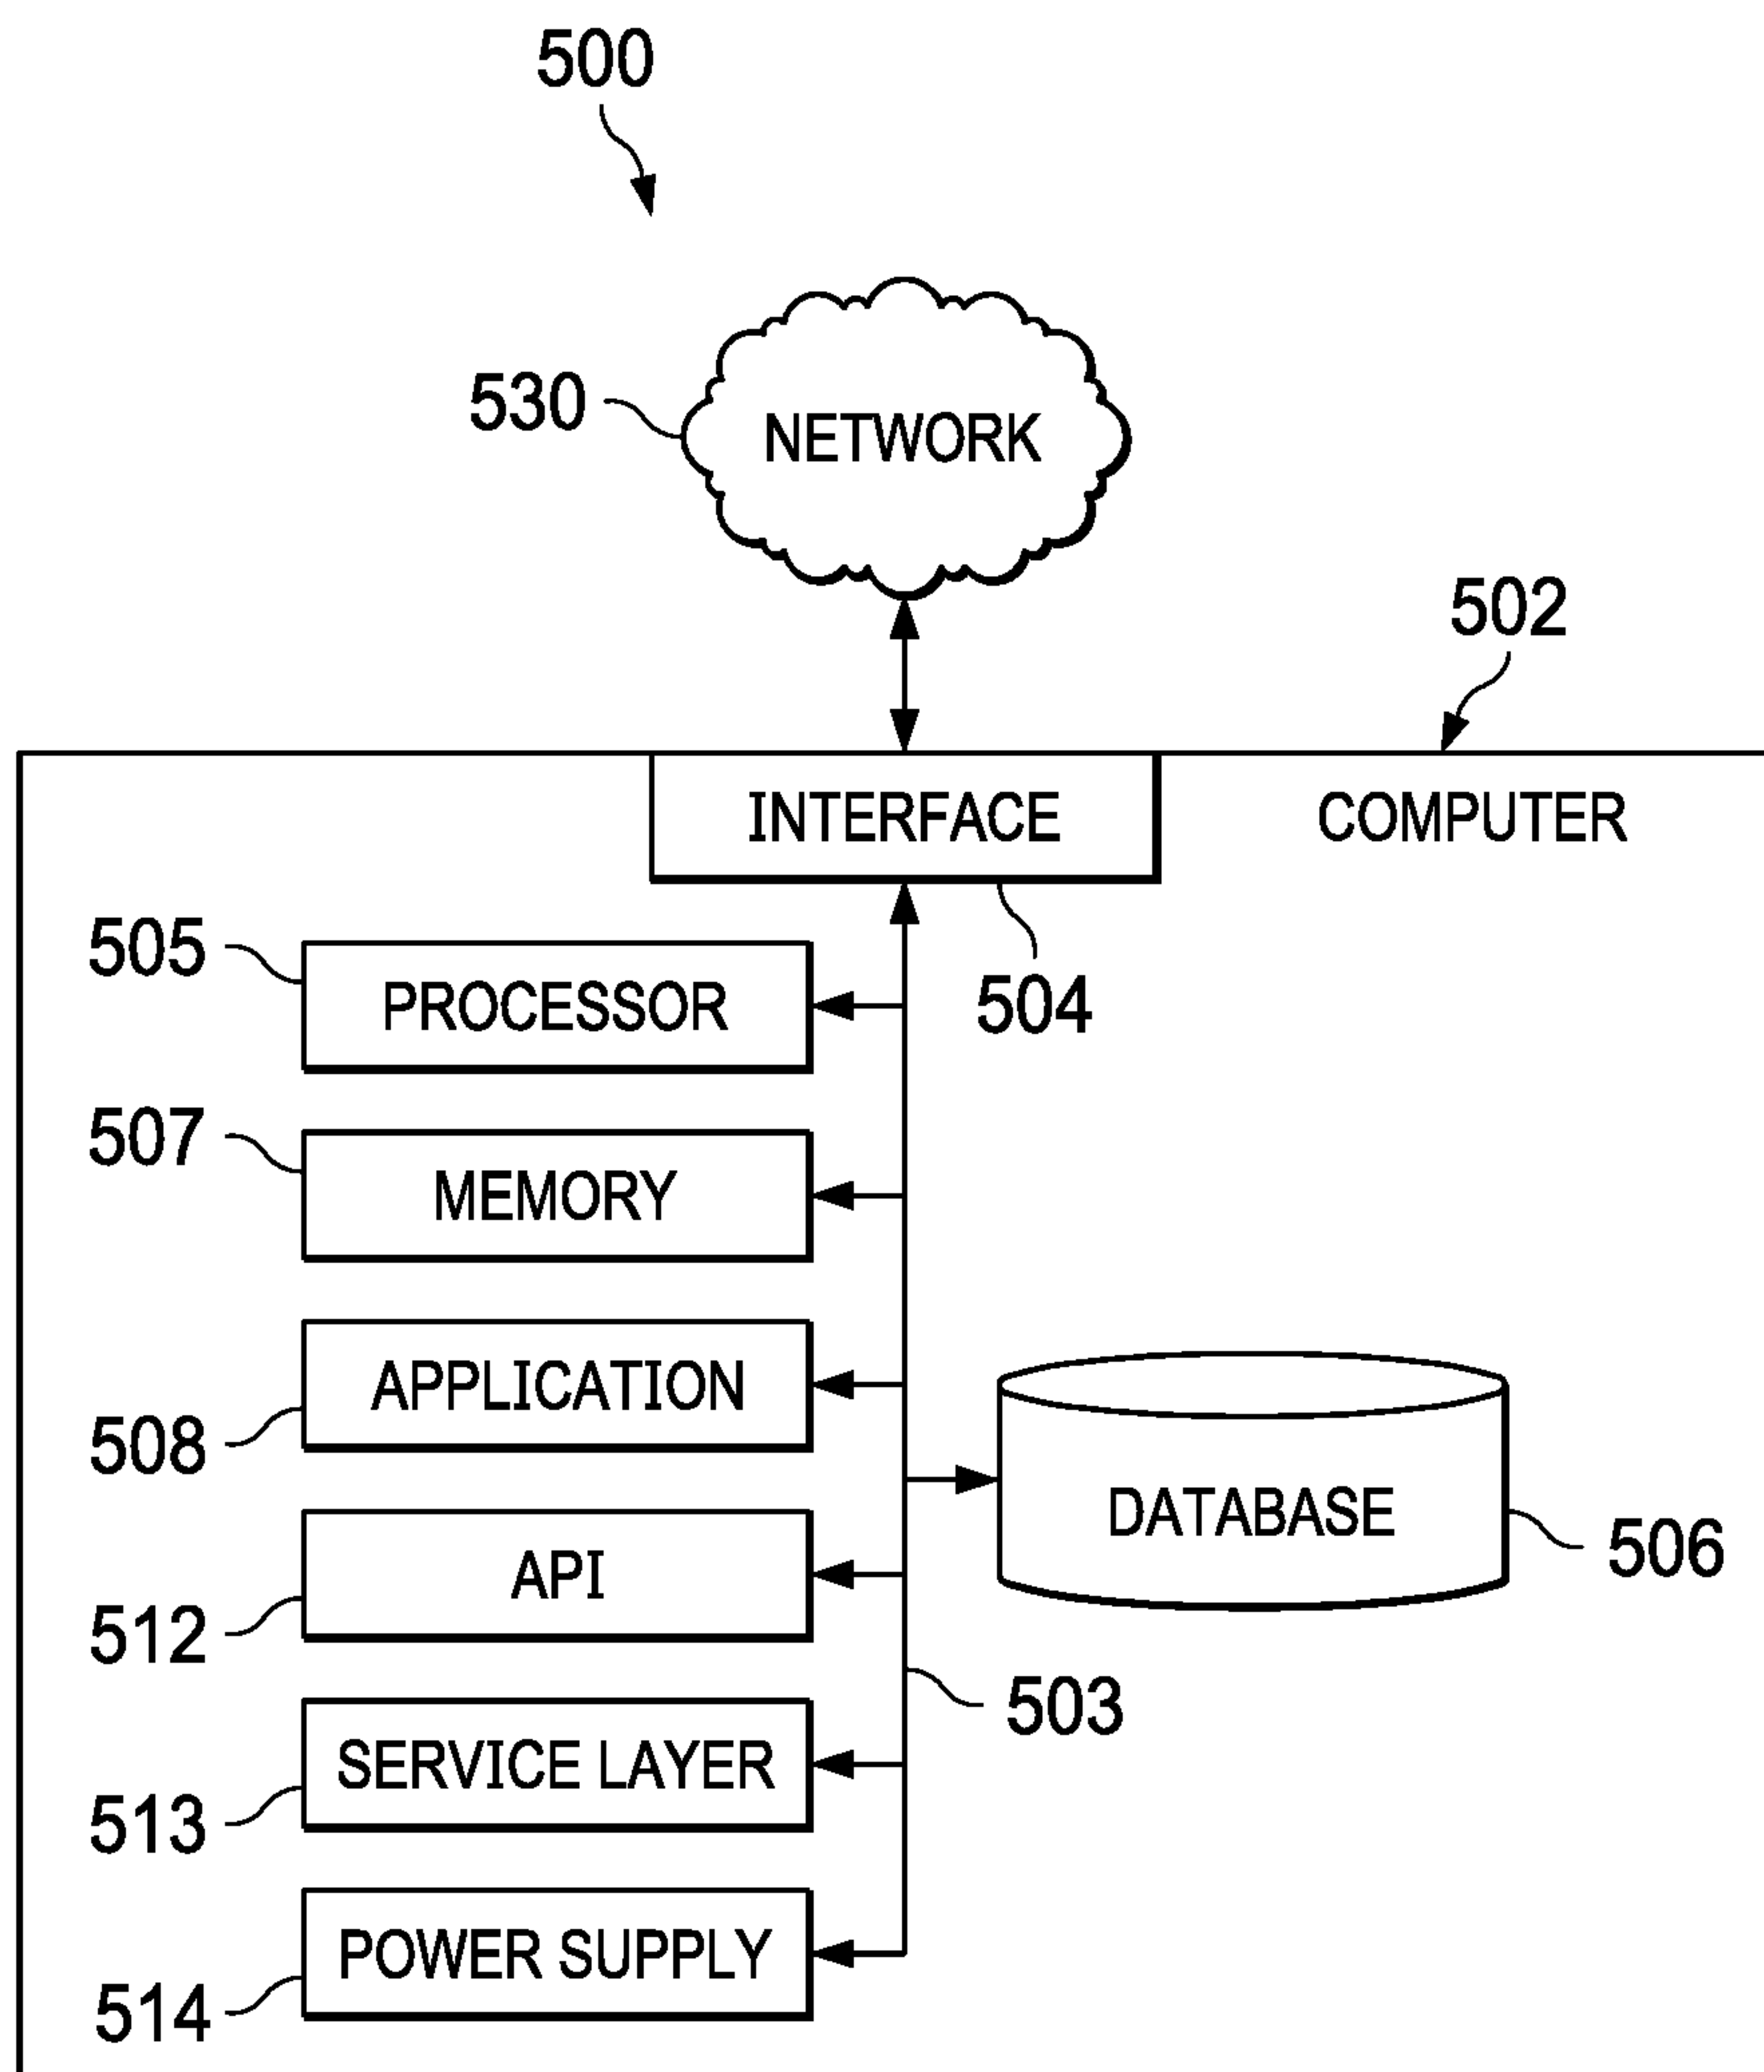 500
530
NETWORK
502
INTERFACE
COMPUTER
505
PROCESSOR
504
507
MEMORY
APPLICATION
508
DATABASE
506
API
512
503
SERVICE LAYER
513
POWER SUPPLY
514